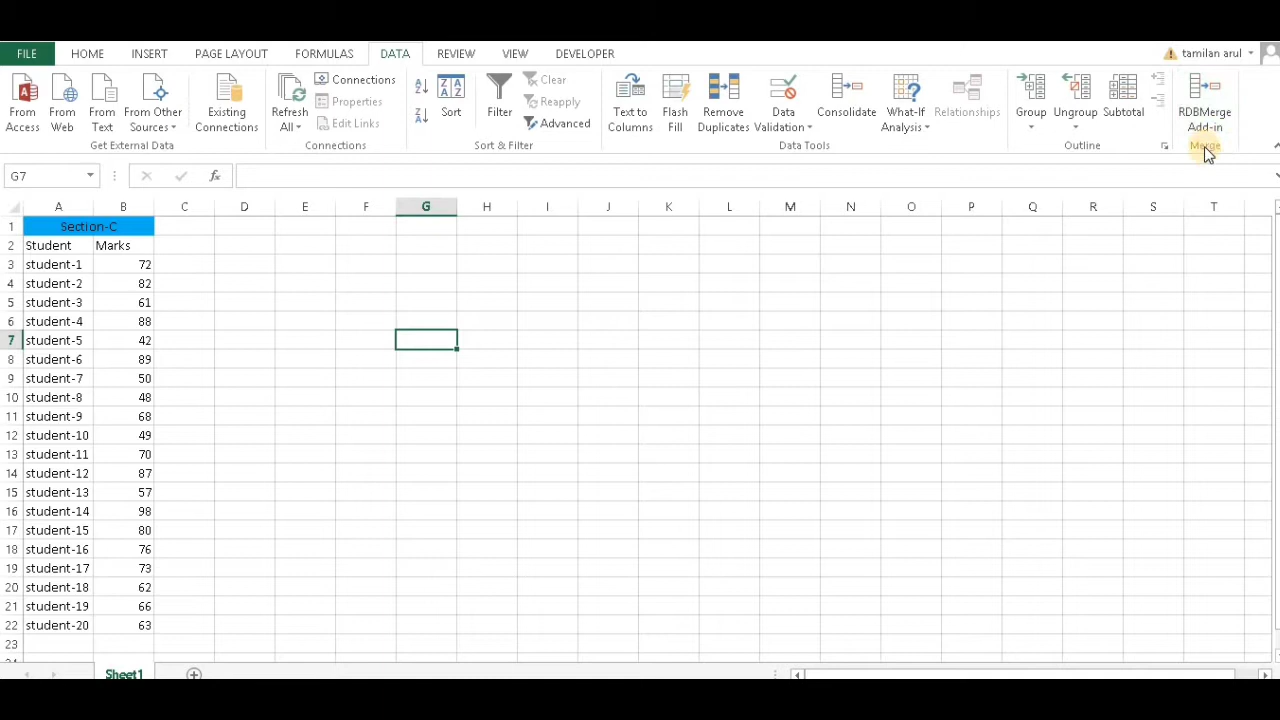 FILE HOME INSERT PAGE LAYOUT FORMULAS DATA REVIEW VIEW DEVELOPER tamilan arul
From Access
From Web
From Text
From Other Sources
Existing Connections
Get External Data
Refresh All
Connections
Properties
Edit Links
Connections
Sort
Filter
Clear
Reapply
Advanced
Sort & Filter
Text to Columns
Flash Fill
Remove Duplicates
Data Validation
Consolidate
What-If Analysis
Relationships
Data Tools
Group
Ungroup
Subtotal
Outline
RDBMerge Add-in
Merge
G7 fx
A B C D E F G H I J K L M N O P Q R S T
1 Section-C
2 Student Marks
3 student-1 72
4 student-2 82
5 student-3 61
6 student-4 88
7 student-5 42
8 student-6 89
9 student-7 50
10 student-8 48
11 student-9 68
12 student-10 49
13 student-11 70
14 student-12 87
15 student-13 57
16 student-14 98
17 student-15 80
18 student-16 76
19 student-17 73
20 student-18 62
21 student-19 66
22 student-20 63
23
Sheet1